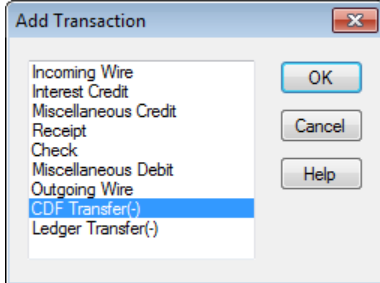 Add Transaction
Incoming Wire
Interest Credit
Miscellaneous Credit
Receipt
Check
Miscellaneous Debit
Outgoing Wire
CDF Transfer(-)
Ledger Transfer(-)
OK
Cancel
Help